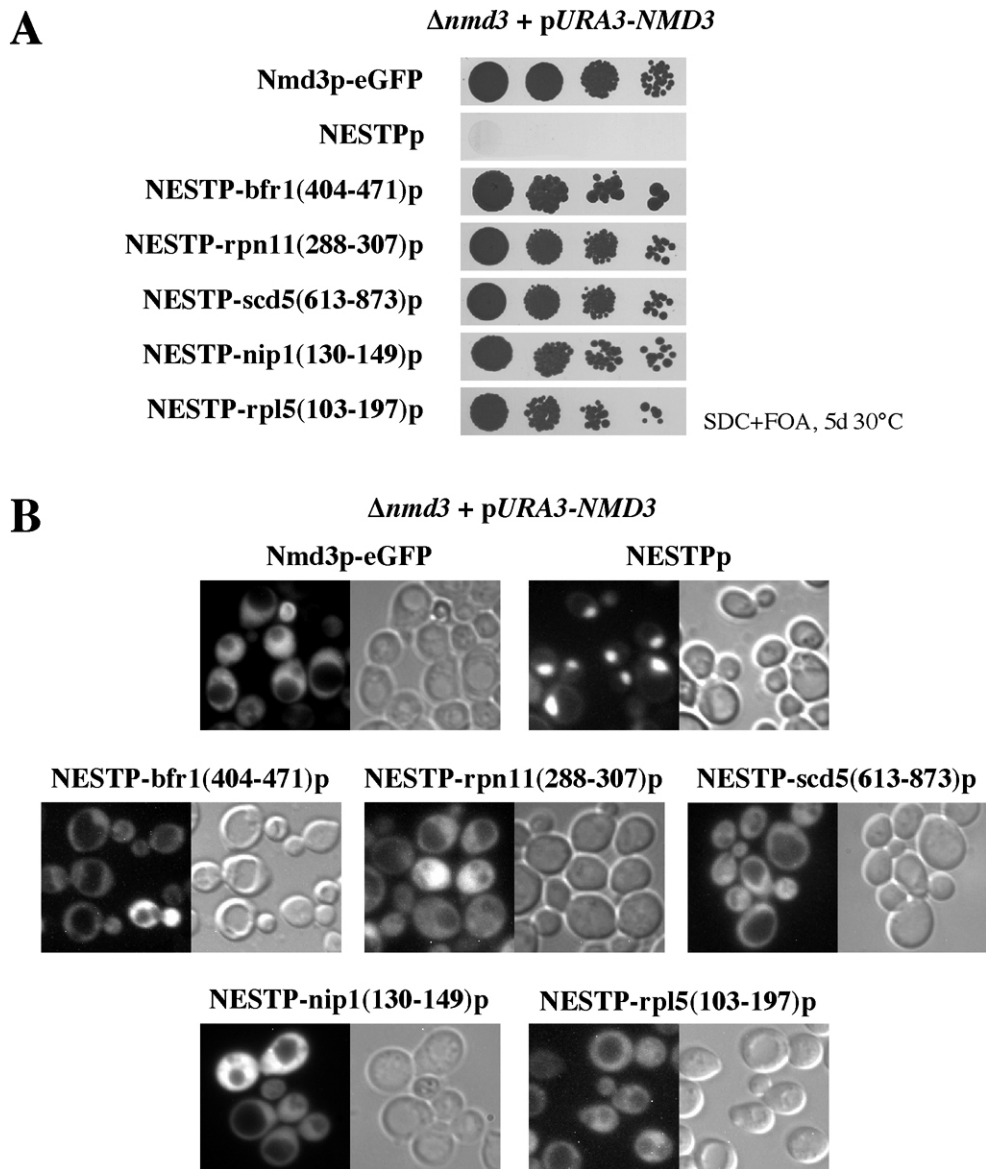 A
Δnmd3 + pURA3-NMD3
Nmd3p-eGFP
NESTPp
NESTP-bfr1(404-471)p
NESTP-rpn11(288-307)p
NESTP-scd5(613-873)p
NESTP-nip1(130-149)p
NESTP-rpl5(103-197)p
SDC+FOA, 5d 30°C
B
Δnmd3 + pURA3-NMD3
Nmd3p-eGFP NESTPp
NESTP-bfr1(404-471)p NESTP-rpn11(288-307)p NESTP-scd5(613-873)p
NESTP-nip1(130-149)p NESTP-rpl5(103-197)p